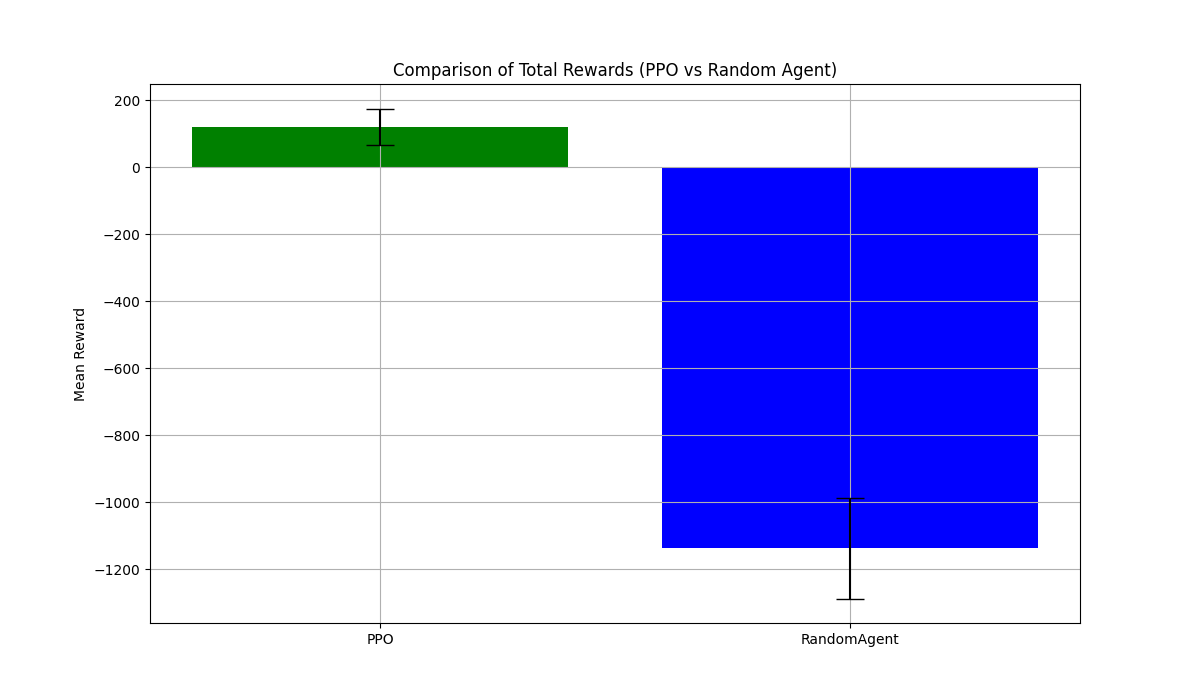 Comparison of Total Rewards (PPO vs Random Agent)
Mean Reward
200
0
−200
−400
−600
−800
−1000
−1200
PPO
RandomAgent